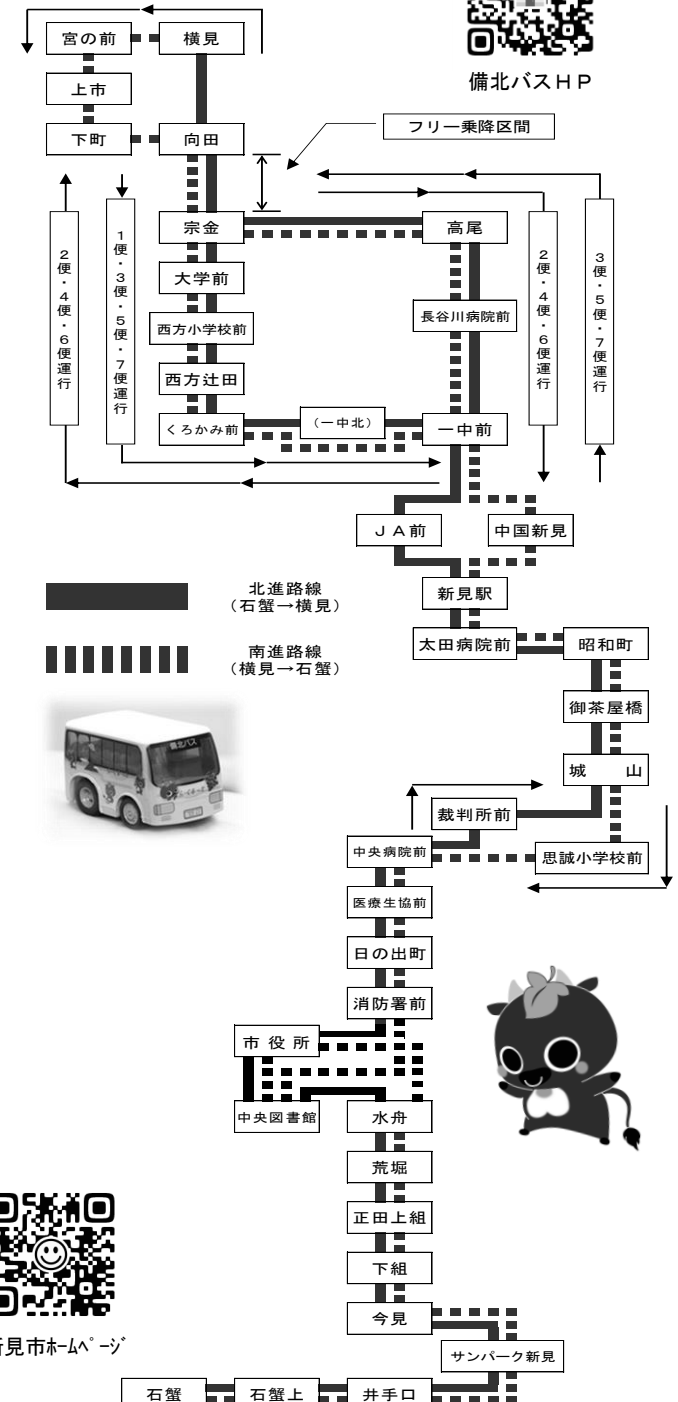 備北バスＨＰ
宮の前
横見
上市
下町
向田
フリー乗降区間
宗金
高尾
2便・4便・6便運行
1便・3便・5便・7便運行
大学前
西方小学校前
西方辻田
くろかみ前
（一中北）
長谷川病院前
一中前
2便・4便・6便運行
3便・5便・7便運行
ＪＡ前
中国新見
新見駅
北進路線
（石蟹→横見）
南進路線
（横見→石蟹）
太田病院前
昭和町
御茶屋橋
城　山
裁判所前
中央病院前
思誠小学校前
医療生協前
日の出町
消防署前
市役所
中央図書館
水舟
荒堀
正田上組
下組
今見
サンパーク新見
見市ﾎｰﾑﾍﾟｰｼﾞ
石蟹
石蟹上
井手口